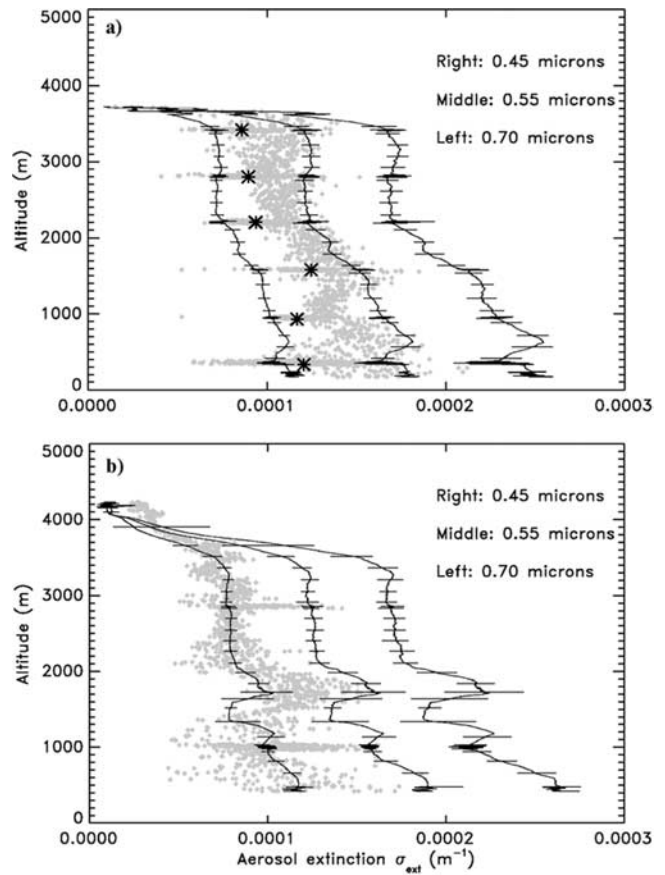 a)
Right: 0.45 microns
Middle: 0.55 microns
Left: 0.70 microns
Altitude (m)
5000
4000
3000
2000
1000
0
0.0000
0.0001
0.0002
0.0003
b)
Right: 0.45 microns
Middle: 0.55 microns
Left: 0.70 microns
Altitude (m)
5000
4000
3000
2000
1000
0
0.0000
0.0001
0.0002
0.0003
Aerosol extinction σext (m⁻¹)